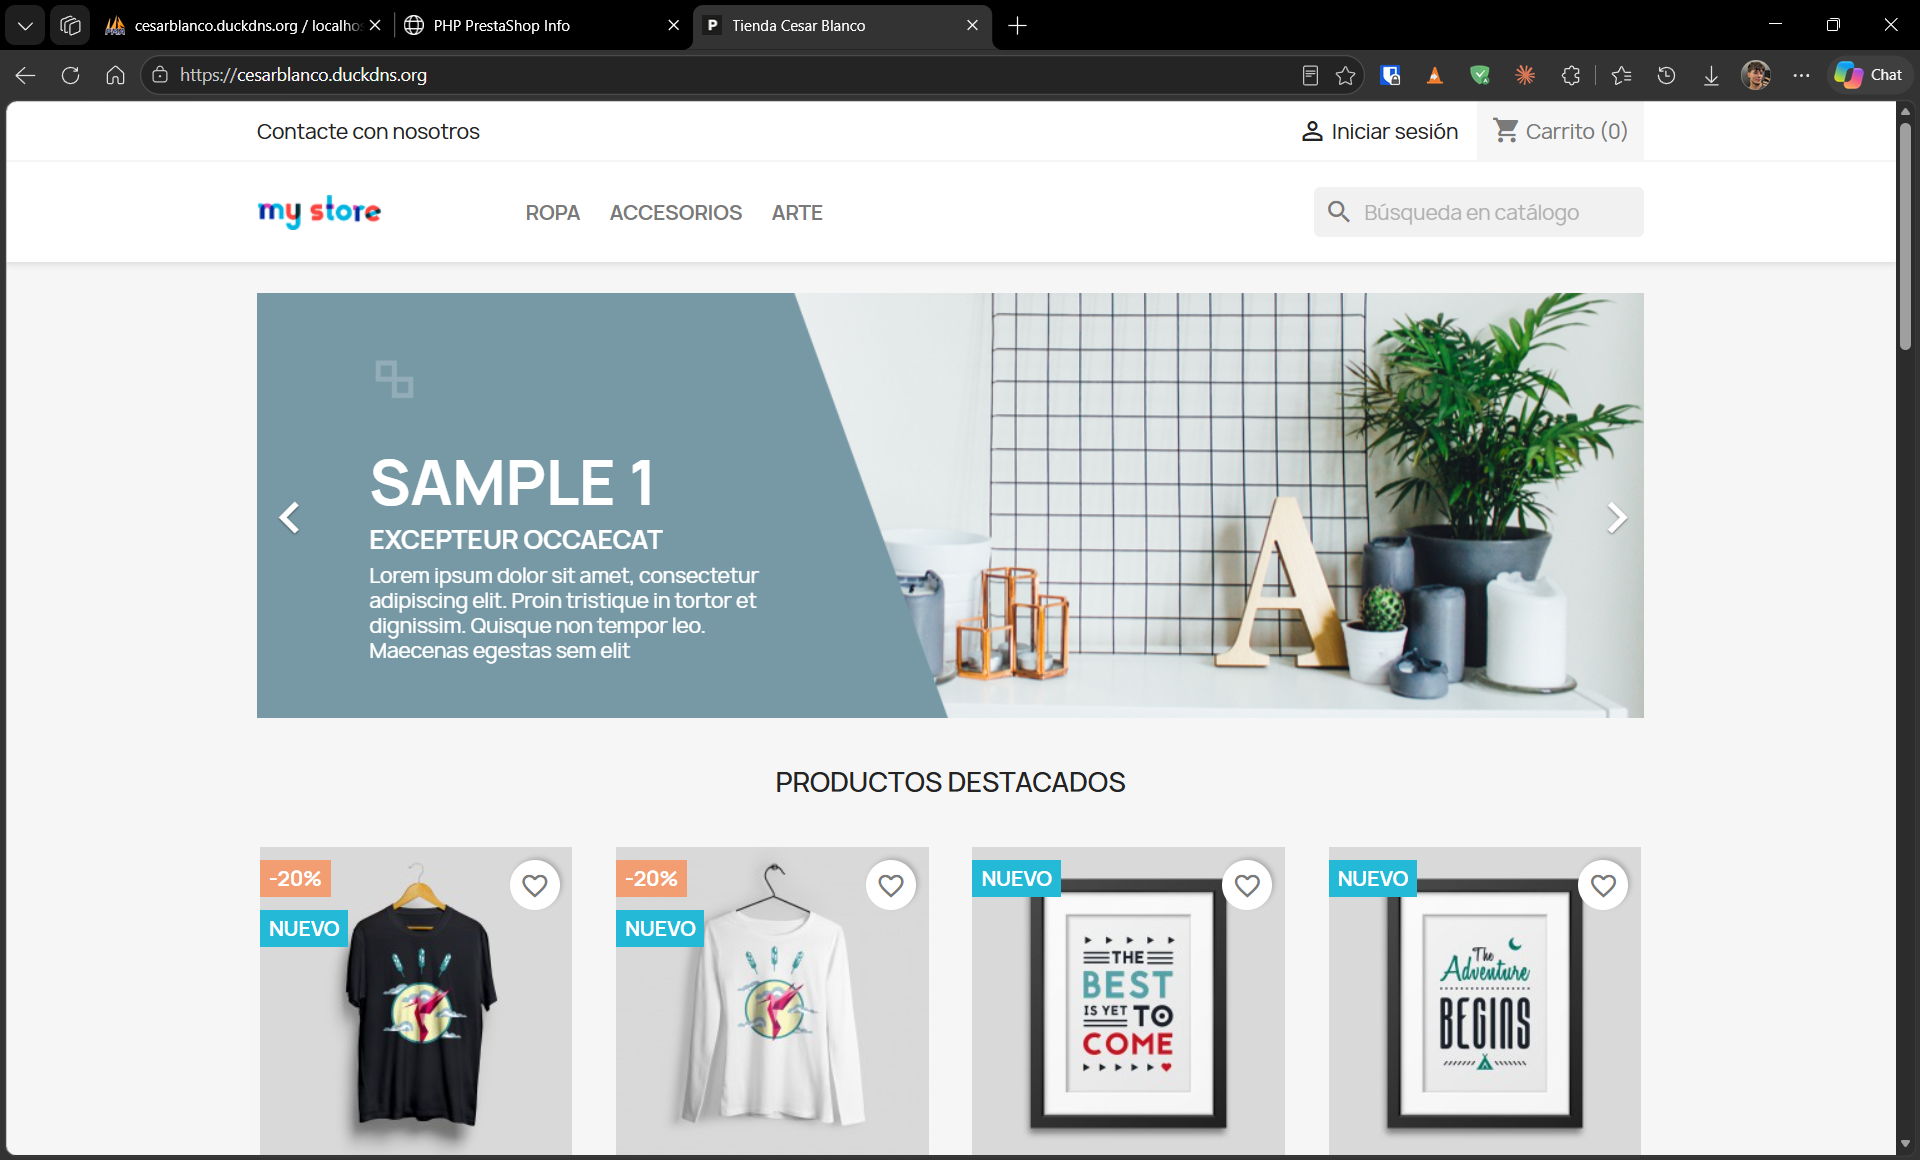 cesarblanco.duckdns.org / localho
PHP PrestaShop Info
P Tienda Cesar Blanco
https://cesarblanco.duckdns.org
Chat
Contacte con nosotros
Iniciar sesión
Carrito (0)
my store
ROPA
ACCESORIOS
ARTE
Búsqueda en catálogo
SAMPLE 1
EXCEPTEUR OCCAECAT
Lorem ipsum dolor sit amet, consectetur
adipiscing elit. Proin tristique in tortor et
dignissim. Quisque non tempor leo.
Maecenas egestas sem elit
A
PRODUCTOS DESTACADOS
-20%
NUEVO
-20%
NUEVO
NUEVO
THE
BEST
IS YET TO
COME
NUEVO
The
Adventure
BEGINS